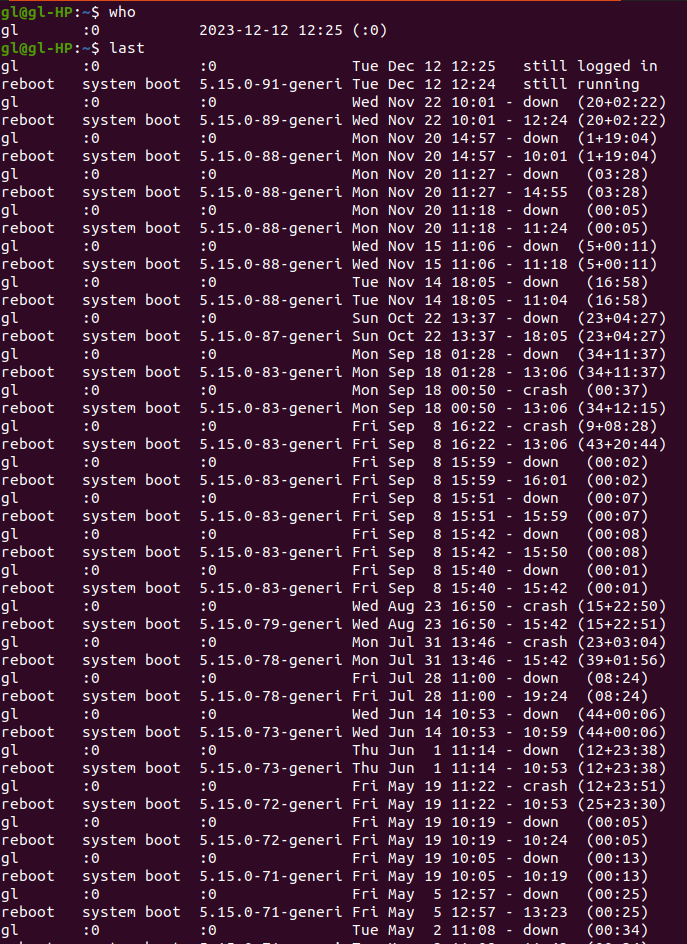 gl@gl-HP:~$ who
gl       :0           2023-12-12 12:25 (:0)
gl@gl-HP:~$ last
gl       :0           :0               Tue Dec 12 12:25   still logged in
reboot   system boot  5.15.0-91-generi Tue Dec 12 12:24   still running
gl       :0           :0               Wed Nov 22 10:01 - down  (20+02:22)
reboot   system boot  5.15.0-89-generi Wed Nov 22 10:01 - 12:24 (20+02:22)
gl       :0           :0               Mon Nov 20 14:57 - down  (1+19:04)
reboot   system boot  5.15.0-88-generi Mon Nov 20 14:57 - 10:01 (1+19:04)
gl       :0           :0               Mon Nov 20 11:27 - down   (03:28)
reboot   system boot  5.15.0-88-generi Mon Nov 20 11:27 - 14:55  (03:28)
gl       :0           :0               Mon Nov 20 11:18 - down   (00:05)
reboot   system boot  5.15.0-88-generi Mon Nov 20 11:18 - 11:24  (00:05)
gl       :0           :0               Wed Nov 15 11:06 - down  (5+00:11)
reboot   system boot  5.15.0-88-generi Wed Nov 15 11:06 - 11:18 (5+00:11)
gl       :0           :0               Tue Nov 14 18:05 - down   (16:58)
reboot   system boot  5.15.0-88-generi Tue Nov 14 18:05 - 11:04  (16:58)
gl       :0           :0               Sun Oct 22 13:37 - down  (23+04:27)
reboot   system boot  5.15.0-87-generi Sun Oct 22 13:37 - 18:05 (23+04:27)
gl       :0           :0               Mon Sep 18 01:28 - down  (34+11:37)
reboot   system boot  5.15.0-83-generi Mon Sep 18 01:28 - 13:06 (34+11:37)
gl       :0           :0               Mon Sep 18 00:50 - crash  (00:37)
reboot   system boot  5.15.0-83-generi Mon Sep 18 00:50 - 13:06 (34+12:15)
gl       :0           :0               Fri Sep  8 16:22 - crash (9+08:28)
reboot   system boot  5.15.0-83-generi Fri Sep  8 16:22 - 13:06 (43+20:44)
gl       :0           :0               Fri Sep  8 15:59 - down   (00:02)
reboot   system boot  5.15.0-83-generi Fri Sep  8 15:59 - 16:01  (00:02)
gl       :0           :0               Fri Sep  8 15:51 - down   (00:07)
reboot   system boot  5.15.0-83-generi Fri Sep  8 15:51 - 15:59  (00:07)
gl       :0           :0               Fri Sep  8 15:42 - down   (00:08)
reboot   system boot  5.15.0-83-generi Fri Sep  8 15:42 - 15:50  (00:08)
gl       :0           :0               Fri Sep  8 15:40 - down   (00:01)
reboot   system boot  5.15.0-83-generi Fri Sep  8 15:40 - 15:42  (00:01)
gl       :0           :0               Wed Aug 23 16:50 - crash (15+22:50)
reboot   system boot  5.15.0-79-generi Wed Aug 23 16:50 - 15:42 (15+22:51)
gl       :0           :0               Mon Jul 31 13:46 - crash (23+03:04)
reboot   system boot  5.15.0-78-generi Mon Jul 31 13:46 - 15:42 (39+01:56)
gl       :0           :0               Fri Jul 28 11:00 - down   (08:24)
reboot   system boot  5.15.0-78-generi Fri Jul 28 11:00 - 19:24  (08:24)
gl       :0           :0               Wed Jun 14 10:53 - down  (44+00:06)
reboot   system boot  5.15.0-73-generi Wed Jun 14 10:53 - 10:59 (44+00:06)
gl       :0           :0               Thu Jun  1 11:14 - down  (12+23:38)
reboot   system boot  5.15.0-73-generi Thu Jun  1 11:14 - 10:53 (12+23:38)
gl       :0           :0               Fri May 19 11:22 - crash (12+23:51)
reboot   system boot  5.15.0-72-generi Fri May 19 11:22 - 10:53 (25+23:30)
gl       :0           :0               Fri May 19 10:19 - down   (00:05)
reboot   system boot  5.15.0-72-generi Fri May 19 10:19 - 10:24  (00:05)
gl       :0           :0               Fri May 19 10:05 - down   (00:13)
reboot   system boot  5.15.0-71-generi Fri May 19 10:05 - 10:19  (00:13)
gl       :0           :0               Fri May  5 12:57 - down   (00:25)
reboot   system boot  5.15.0-71-generi Fri May  5 12:57 - 13:23  (00:25)
gl       :0           :0               Tue May  2 11:08 - down   (00:34)